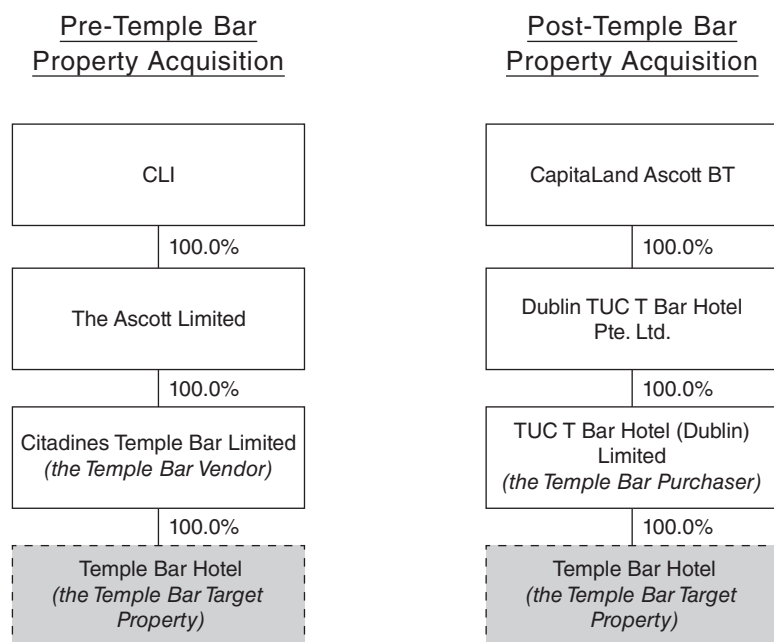 Pre-Temple Bar
Property Acquisition
CLI
100.0%
The Ascott Limited
100.0%
Citadines Temple Bar Limited
(the Temple Bar Vendor)
100.0%
Temple Bar Hotel
(the Temple Bar Target
Property)
Post-Temple Bar
Property Acquisition
CapitaLand Ascott BT
100.0%
Dublin TUC T Bar Hotel
Pte. Ltd.
100.0%
TUC T Bar Hotel (Dublin)
Limited
(the Temple Bar Purchaser)
100.0%
Temple Bar Hotel
(the Temple Bar Target
Property)